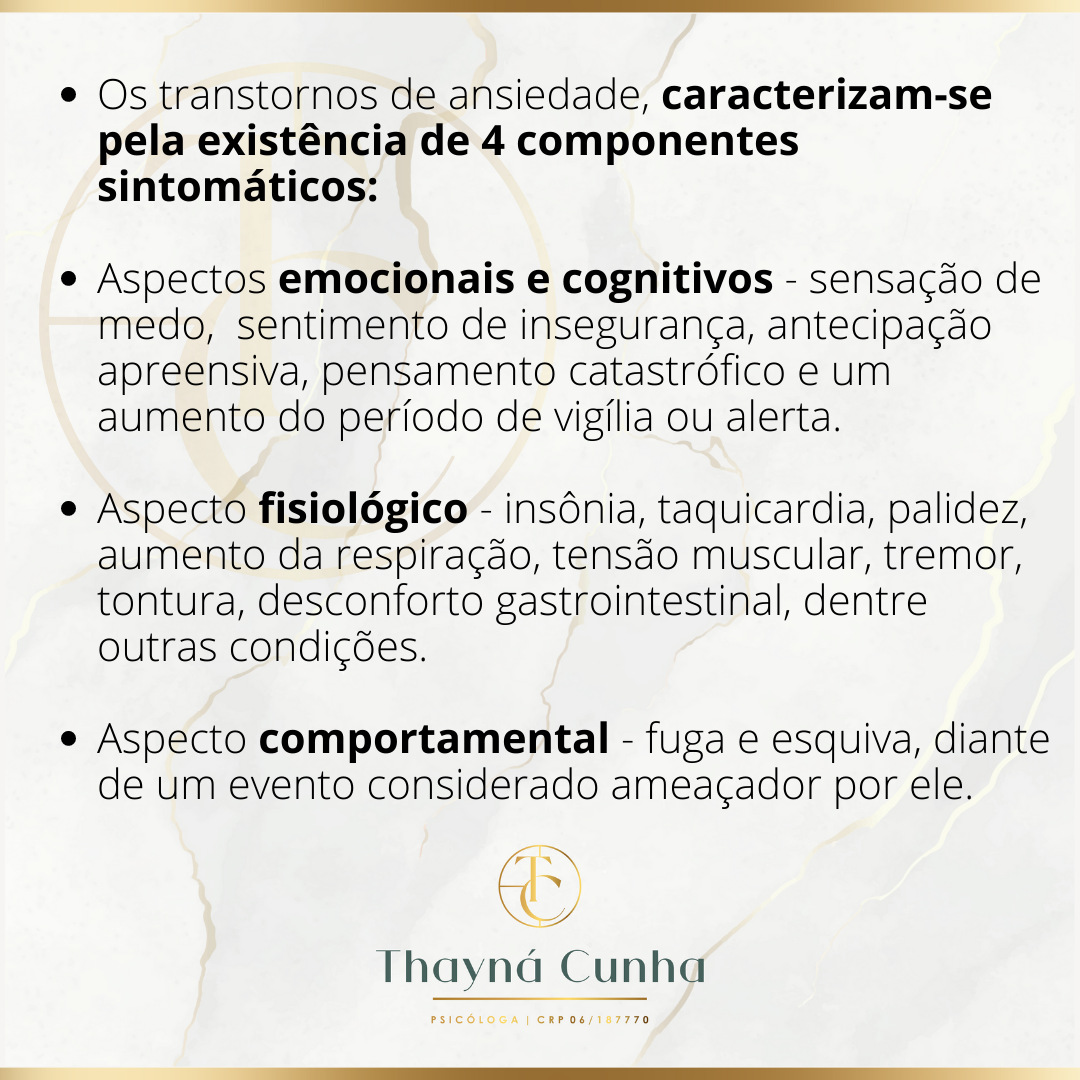 • Os transtornos de ansiedade, caracterizam-se
pela existência de 4 componentes
sintomáticos:
• Aspectos emocionais e cognitivos - sensação de
medo,  sentimento de insegurança, antecipação
apreensiva, pensamento catastrófico e um
aumento do período de vigília ou alerta.
• Aspecto fisiológico - insônia, taquicardia, palidez,
aumento da respiração, tensão muscular, tremor,
tontura, desconforto gastrointestinal, dentre
outras condições.
• Aspecto comportamental - fuga e esquiva, diante
de um evento considerado ameaçador por ele.
TC
Thayná Cunha
PSICÓLOGA | CRP 06/187770